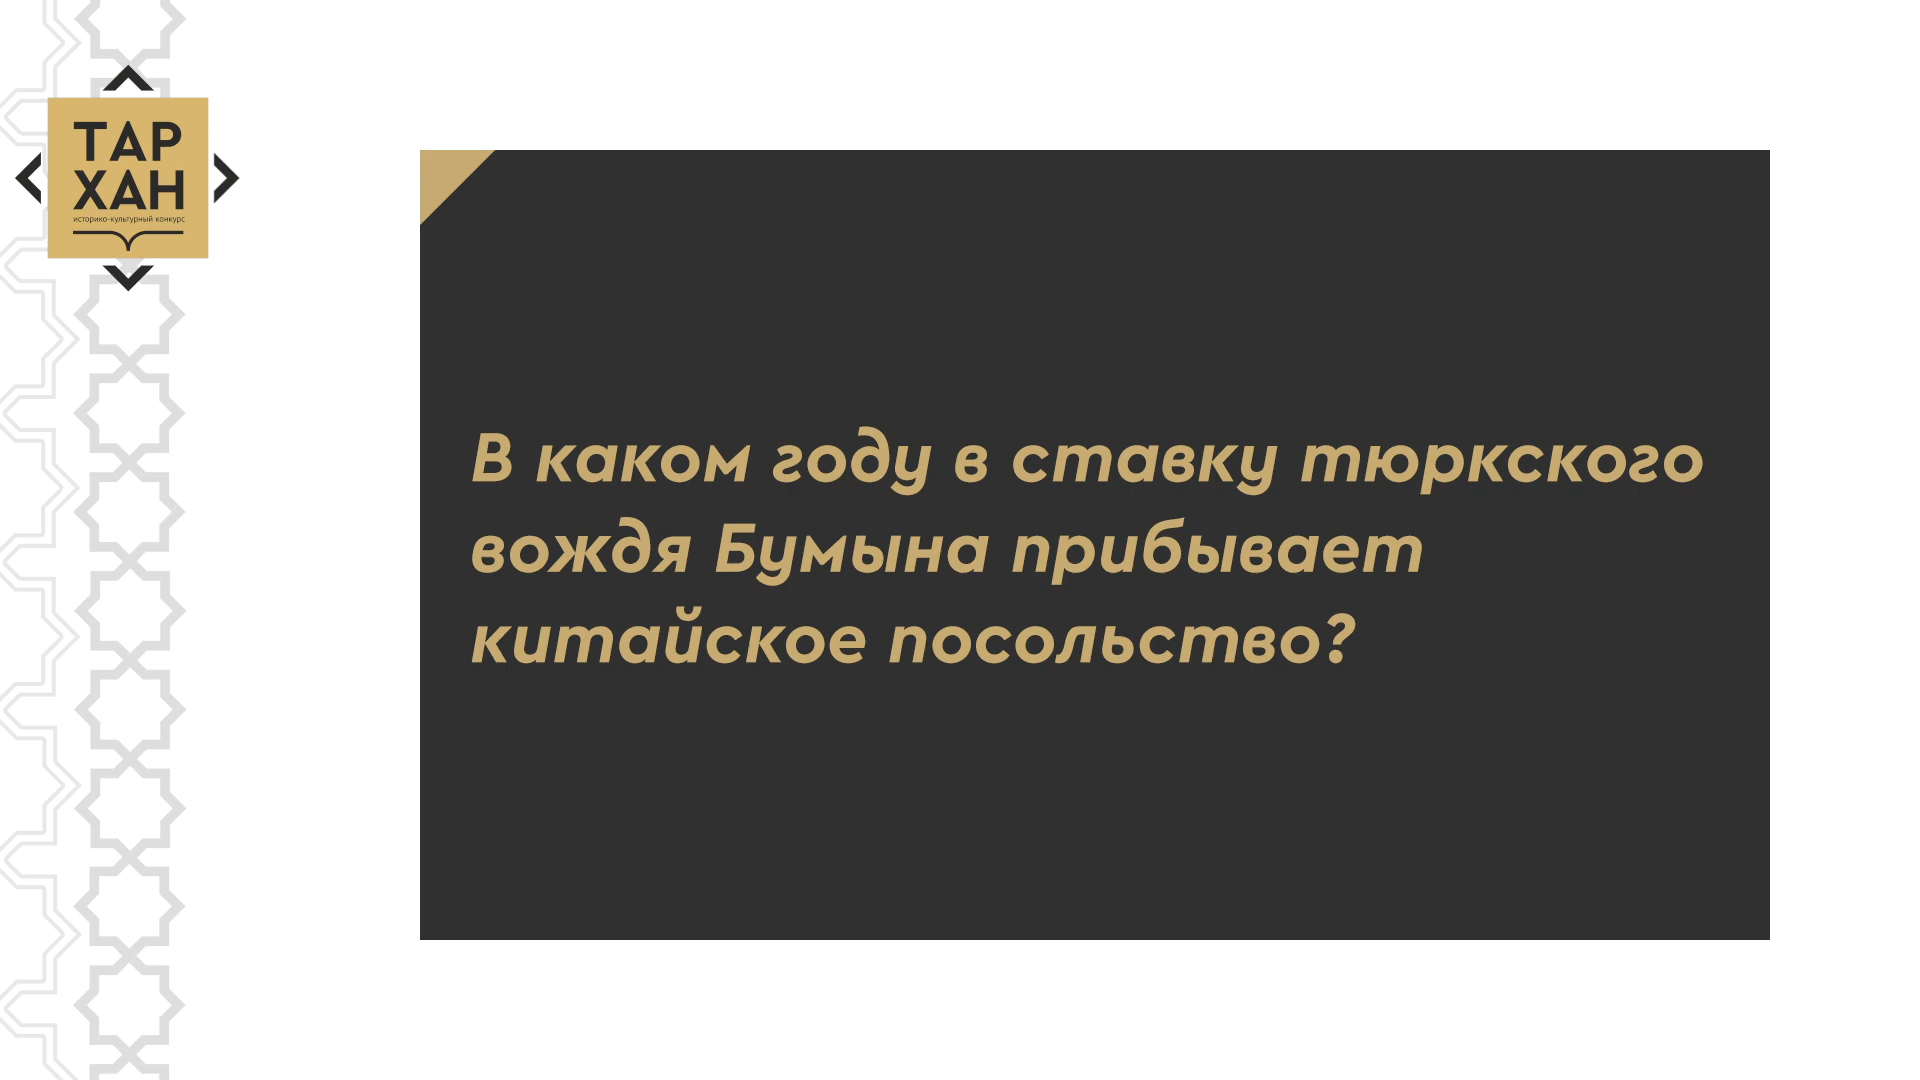 ТАР
ХАН
историко-культурный конкурс
В каком году в ставку тюркского
вождя Бумына прибывает
китайское посольство?